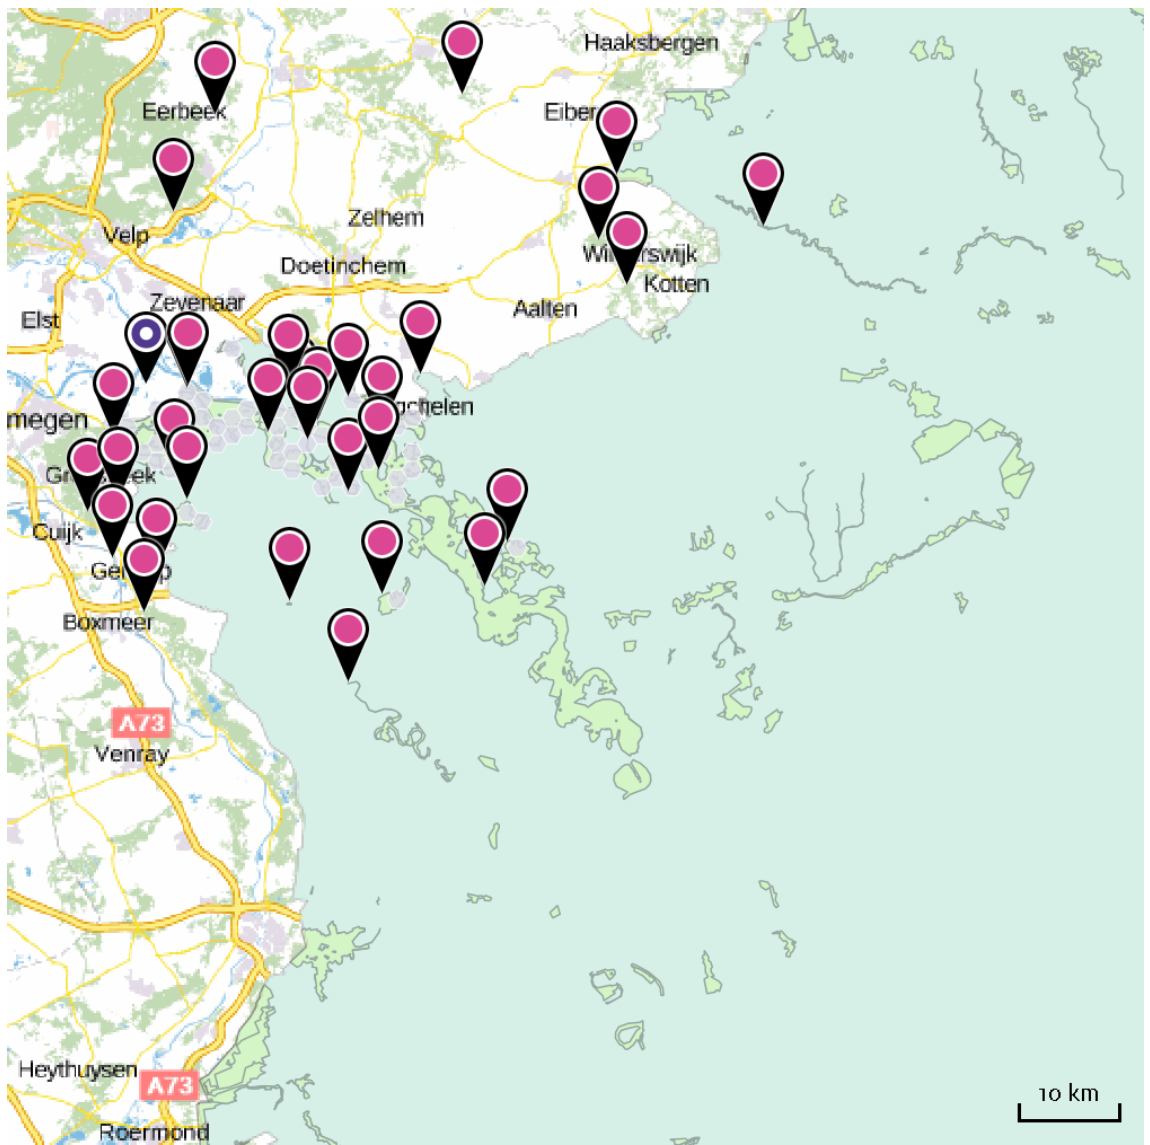 Haaksbergen
Eerbeek
Eiber
Zelhem
Velp
Winterswijk
Doetinchem
Kotten
Zevenaar
Aalten
Elst
megen
Cuijk
Boxmeer
A73
Venray
Heythuysen
A73
10 km
Roermond